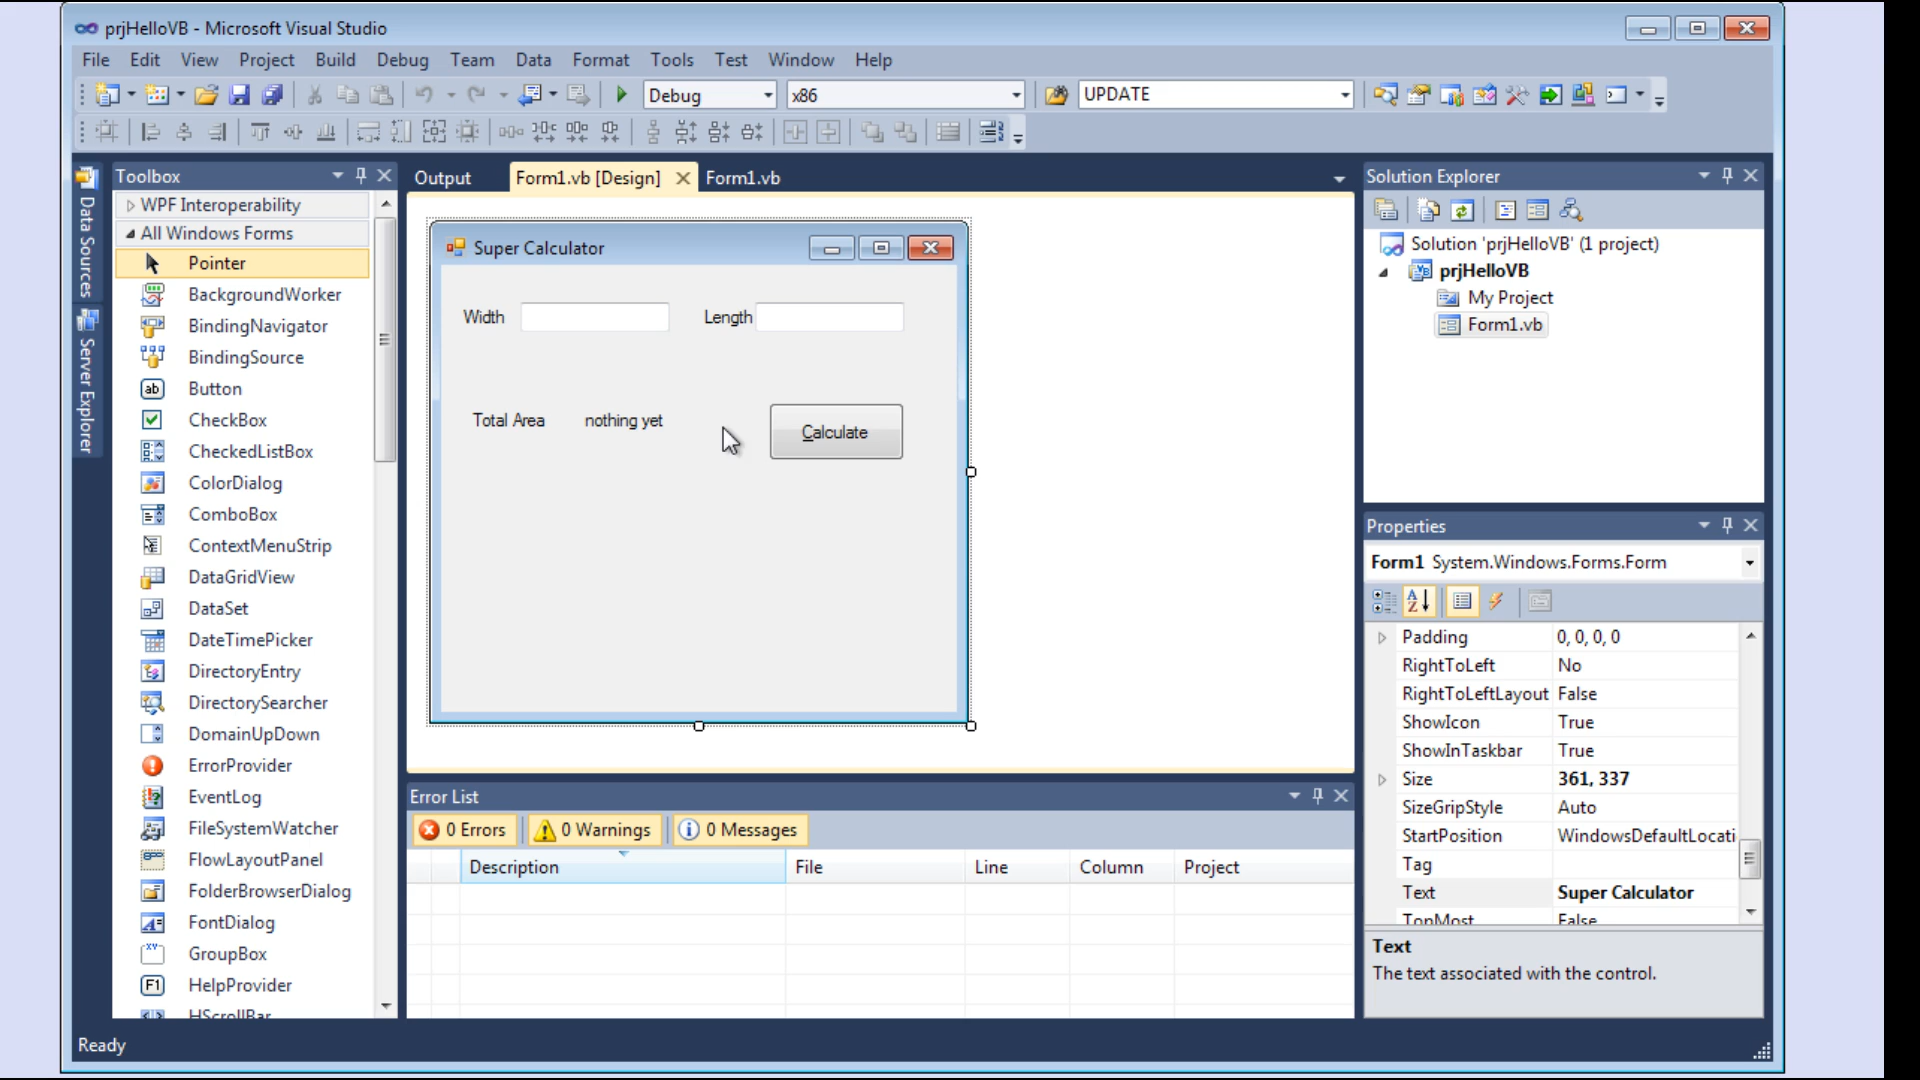 prjHelloVB - Microsoft Visual Studio
File Edit View Project Build Debug Team Data Format Tools Test Window Help
Debug x86 UPDATE
Data Sources
Server Explorer
Toolbox
WPF Interoperability
All Windows Forms
Pointer
BackgroundWorker
BindingNavigator
BindingSource
Button
CheckBox
CheckedListBox
ColorDialog
ComboBox
ContextMenuStrip
DataGridView
DataSet
DateTimePicker
DirectoryEntry
DirectorySearcher
DomainUpDown
ErrorProvider
EventLog
FileSystemWatcher
FlowLayoutPanel
FolderBrowserDialog
FontDialog
GroupBox
HelpProvider
HScrollBar
Output Form1.vb [Design] Form1.vb
Super Calculator
Width Length
Total Area nothing yet Calculate
Error List
0 Errors 0 Warnings 0 Messages
Description File Line Column Project
Solution Explorer
Solution 'prjHelloVB' (1 project)
prjHelloVB
My Project
Form1.vb
Properties
Form1 System.Windows.Forms.Form
Padding 0, 0, 0, 0
RightToLeft No
RightToLeftLayout False
ShowIcon True
ShowInTaskbar True
Size 361, 337
SizeGripStyle Auto
StartPosition WindowsDefaultLocati
Tag
Text Super Calculator
TopMost False
Text
The text associated with the control.
Ready